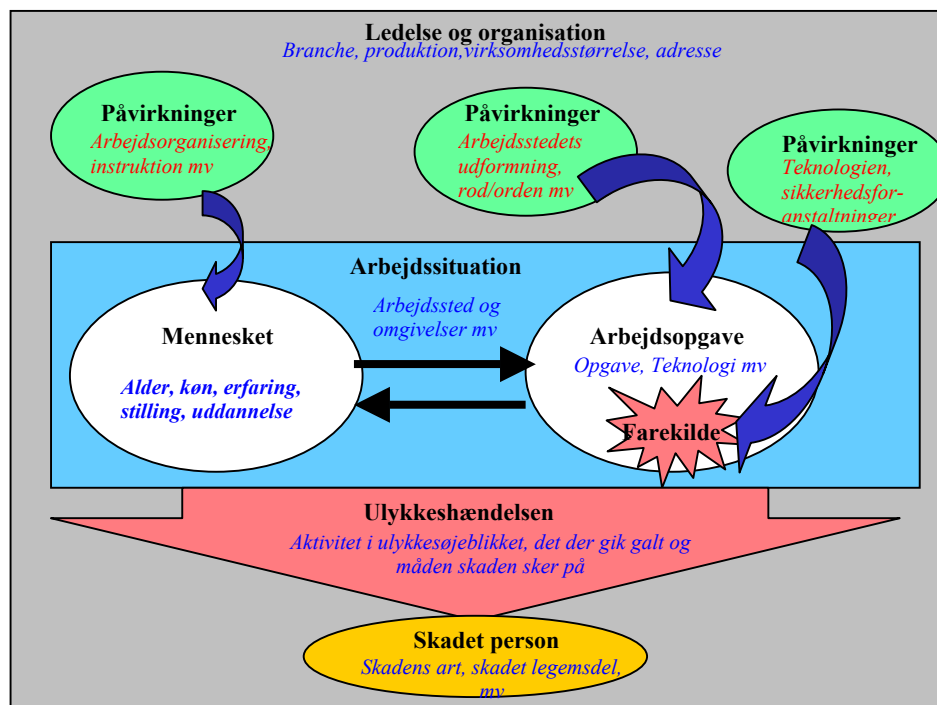 Ledelse og organisation
Branche, produktion,virksomhedsstørrelse, adresse
Påvirkninger
Arbejdsorganisering,
instruktion mv
Påvirkninger
Arbejdsstedets
udformning,
rod/orden mv
Påvirkninger
Teknologien,
sikkerhedsfor-
anstaltninger
Arbejdssituation
Arbejdssted og
omgivelser mv
Mennesket
Alder, køn, erfaring,
stilling, uddannelse
Arbejdsopgave
Opgave, Teknologi mv
Farekilde
Ulykkeshændelsen
Aktivitet i ulykkesøjeblikket, det der gik galt og
måden skaden sker på
Skadet person
Skadens art, skadet legemsdel,
mv